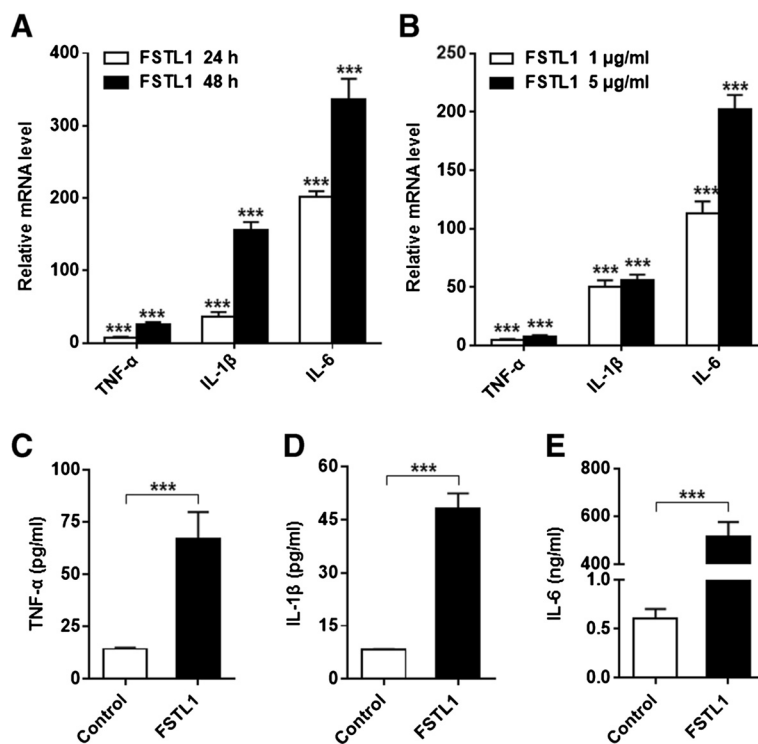 A
FSTL1 24 h
FSTL1 48 h
Relative mRNA level
400
300
200
100
0
***
***
***
***
***
***
TNF-α
IL-1β
IL-6
B
FSTL1 1 µg/ml
FSTL1 5 µg/ml
Relative mRNA level
250
200
150
100
50
0
***
***
***
***
***
***
TNF-α
IL-1β
IL-6
C
TNF-α (pg/ml)
100
75
50
25
0
***
Control
FSTL1
D
IL-1β (pg/ml)
60
45
30
15
0
***
Control
FSTL1
E
IL-6 (ng/ml)
800
600
400
1.0
0.5
0.0
***
Control
FSTL1